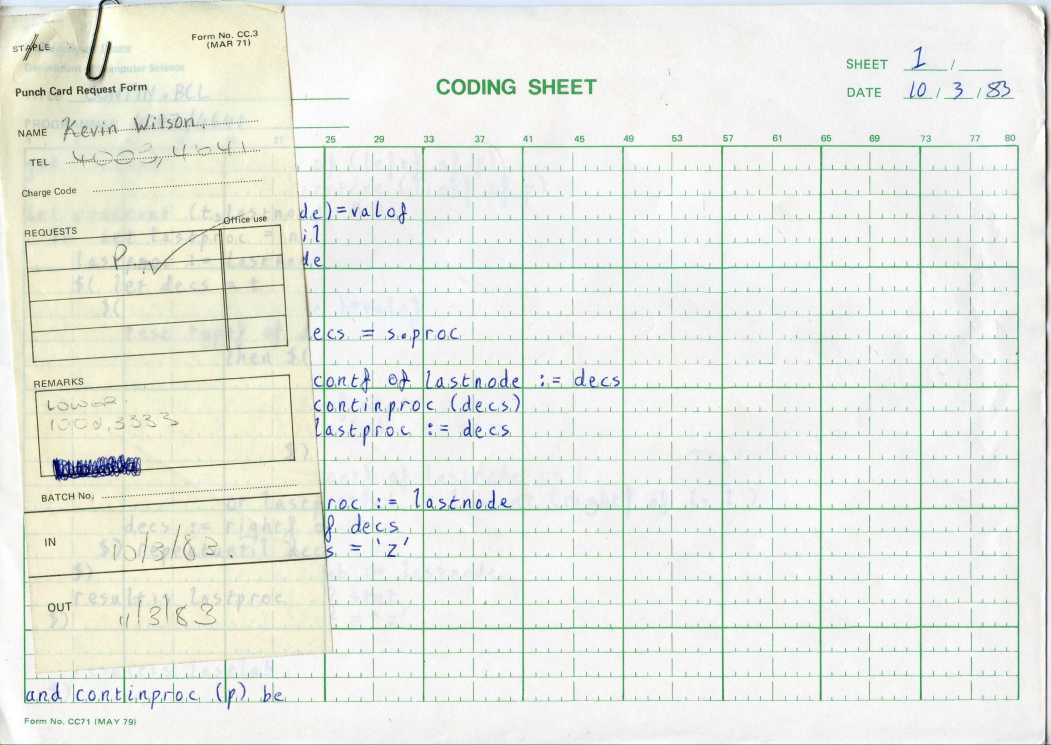 STAPLE
Form No. CC.3
(MAR 71)
Punch Card Request Form
NAME Kevin Wilson.
TEL 4003, 4041
Charge Code
REQUESTS
Office use
P
REMARKS
LOWER
1000,3333
BATCH No.
IN 10/3/83.
OUT 11/3/83
CODING SHEET
SHEET 1 /
DATE 10 / 3 / 83
25 29 33 37 41 45 49 53 57 61 65 69 73 77 80
de)=valof
il
de
ecs = s.proc
contf of lastnode := decs
continproc (decs)
lastproc := decs
roc := lastnode
f decs
s = 'z'
and continproc (p) be
Form No. CC71 (MAY 79)